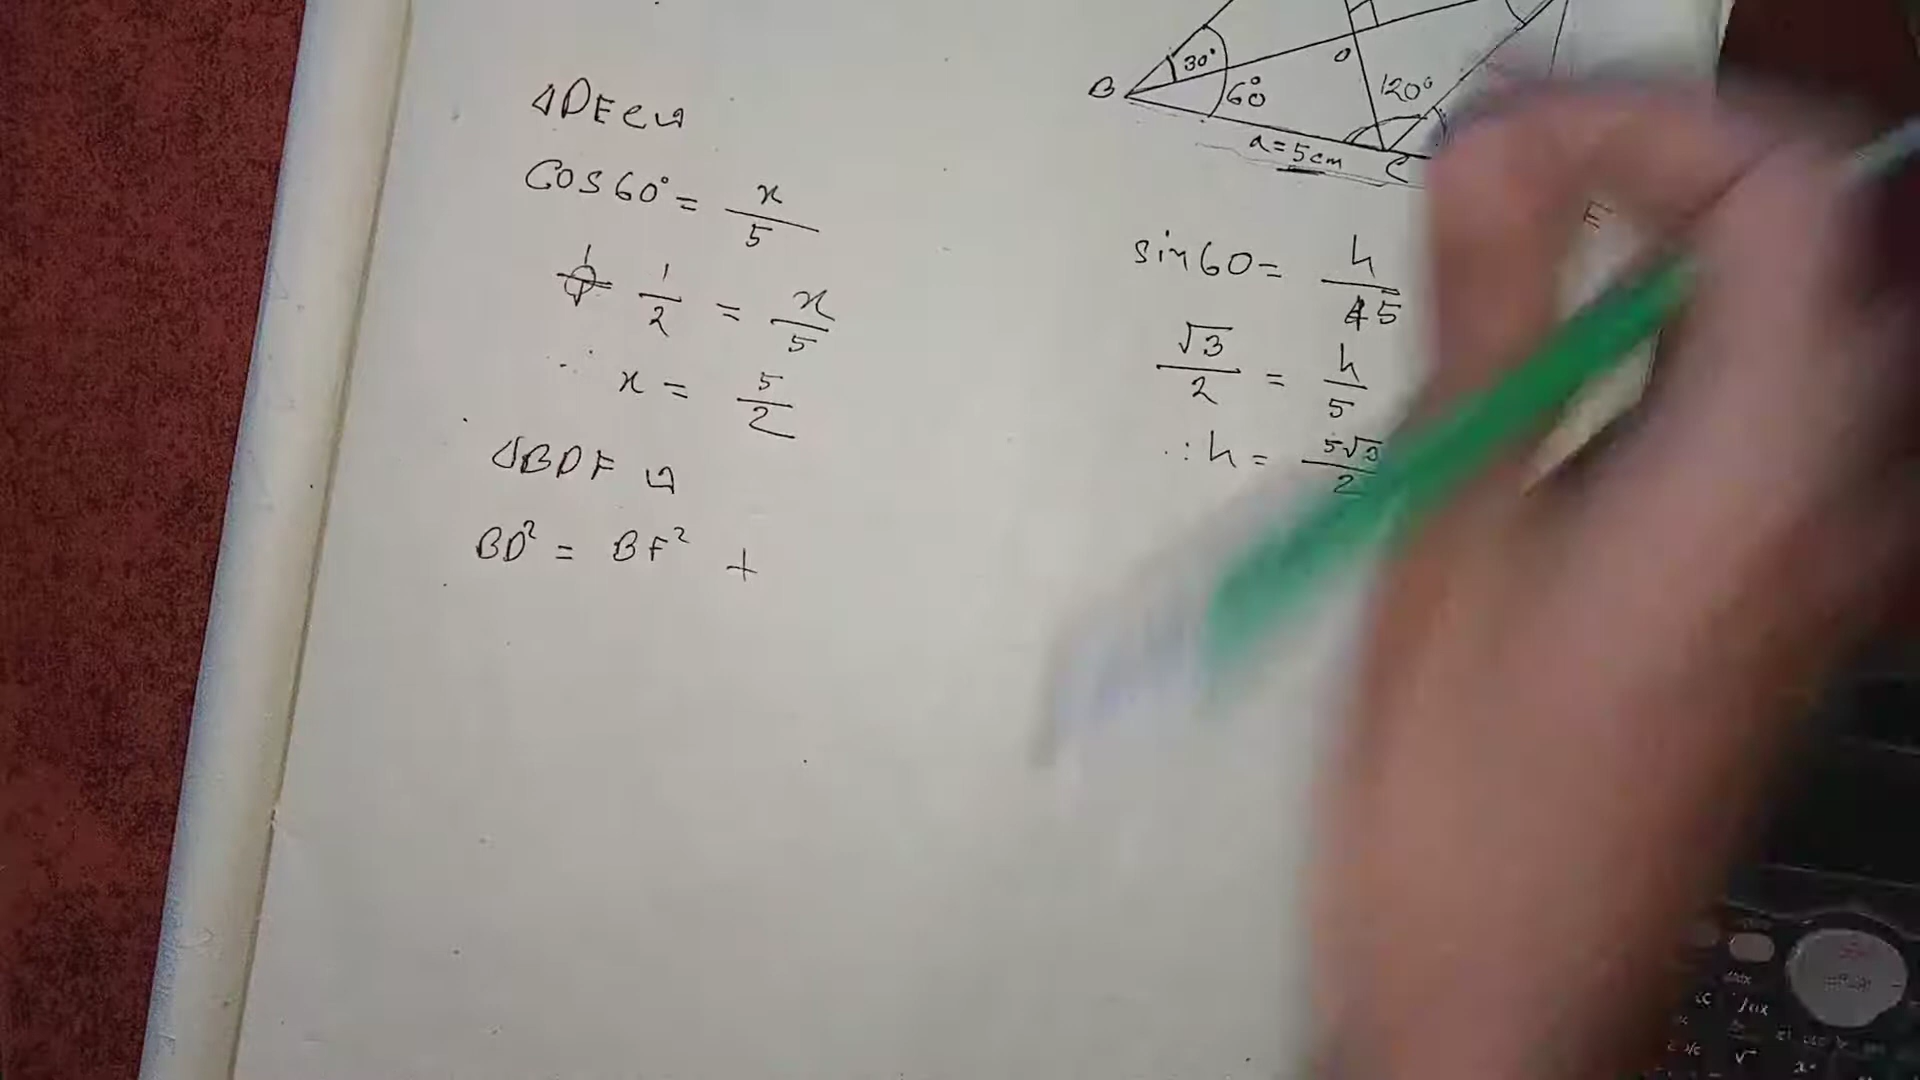 ΔDEC এ
Cos 60° = x/5
1/2 = x/5
∴ x = 5/2
ΔBDF এ
BD² = BF² +
B
30°
60°
O
120°
a = 5cm
C
E
sin 60 = h/5
√3/2 = h/5
∴ h = 5√3/2